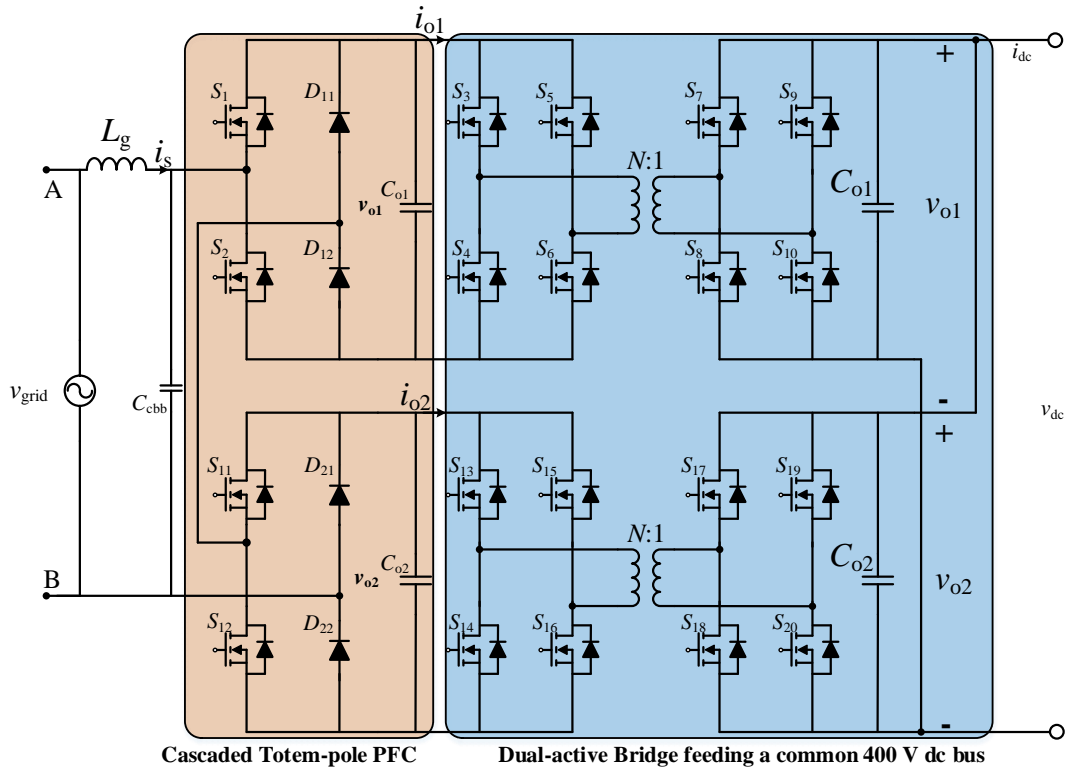 i_o1
i_dc
S_1 D_11 S_3 S_5 S_7 S_9 +
L_g i_s
A
N:1
C_o1 v_o1 C_o1 v_o1
S_2 D_12 S_4 S_6 S_8 S_10
v_grid C_cbb
i_o2 - v_dc
+
S_11 D_21 S_13 S_15 S_17 S_19
N:1
B C_o2 v_o2 C_o2 v_o2
S_12 D_22 S_14 S_16 S_18 S_20
-
Cascaded Totem-pole PFC Dual-active Bridge feeding a common 400 V dc bus